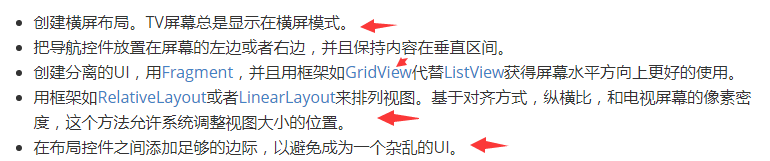 创建横屏布局。TV屏幕总是显示在横屏模式。
把导航控件放置在屏幕的左边或者右边，并且保持内容在垂直区间。
创建分离的UI，用Fragment，并且用框架如GridView代替ListView获得屏幕水平方向上更好的使用。
用框架如RelativeLayout或者LinearLayout来排列视图。基于对齐方式，纵横比，和电视屏幕的像素密
度，这个方法允许系统调整视图大小的位置。
在布局控件之间添加足够的边际，以避免成为一个杂乱的UI。